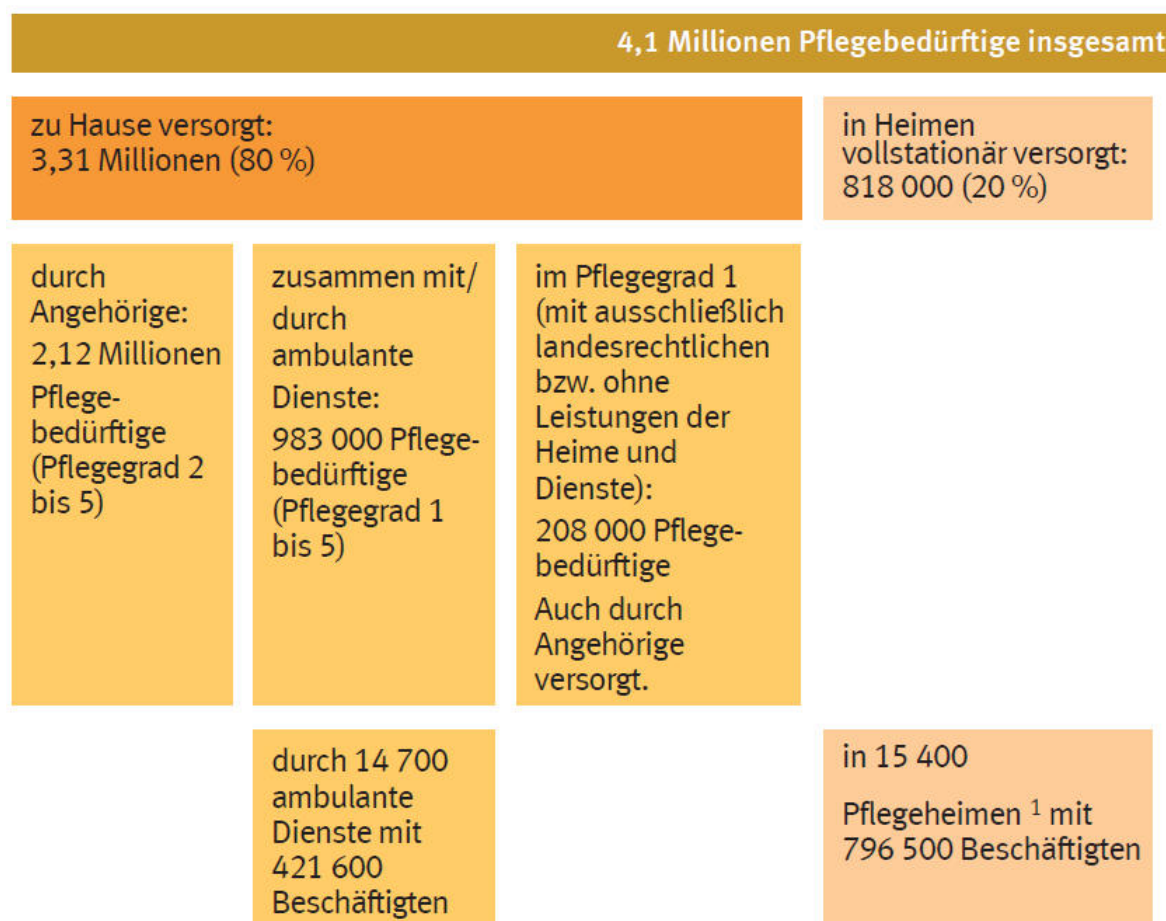 4,1 Millionen Pflegebedürftige insgesamt
zu Hause versorgt:
3,31 Millionen (80 %)
in Heimen
vollstationär versorgt:
818 000 (20 %)
durch
Angehörige:
2,12 Millionen
Pflege-
bedürftige
(Pflegegrad 2
bis 5)
zusammen mit/
durch
ambulante
Dienste:
983 000 Pflege-
bedürftige
(Pflegegrad 1
bis 5)
im Pflegegrad 1
(mit ausschließlich
landesrechtlichen
bzw. ohne
Leistungen der
Heime und
Dienste):
208 000 Pflege-
bedürftige
Auch durch
Angehörige
versorgt.
durch 14 700
ambulante
Dienste mit
421 600
Beschäftigten
in 15 400
Pflegeheimen ¹ mit
796 500 Beschäftigten